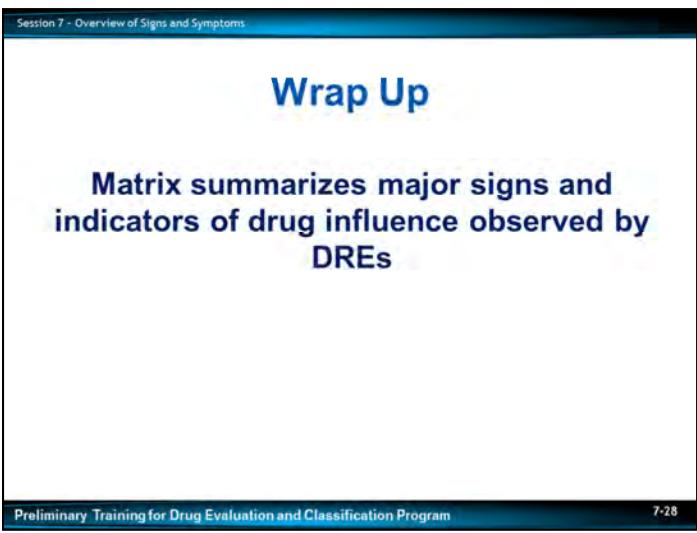 Session 7 - Overview of Signs and Symptoms
Wrap Up
Matrix summarizes major signs and
indicators of drug influence observed by
DREs
Preliminary Training for Drug Evaluation and Classification Program
7-28